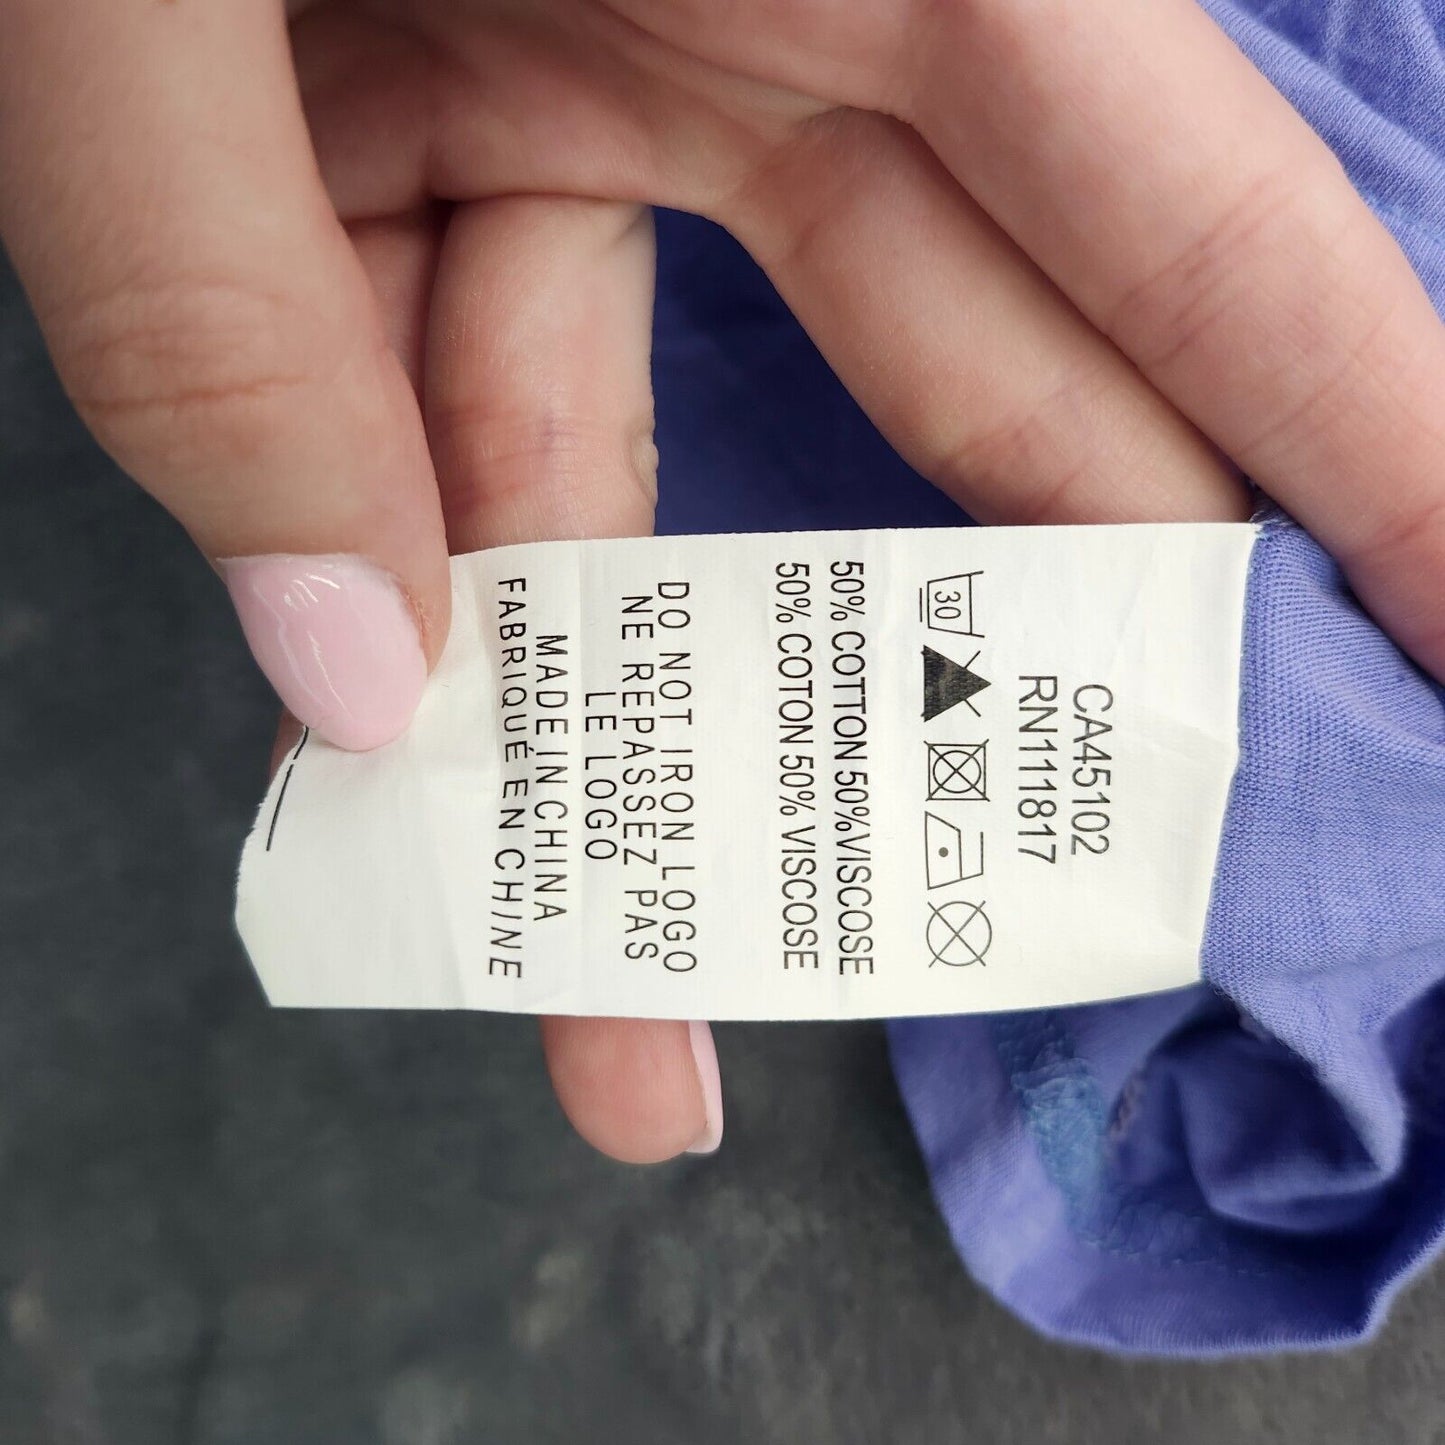 CA45102
RN111817
30
50% COTTON 50%VISCOSE
50% COTON 50% VISCOSE
DO NOT IRON LOGO
NE REPASSEZ PAS
LE LOGO
MADE IN CHINA
FABRIQUÉ EN CHINE